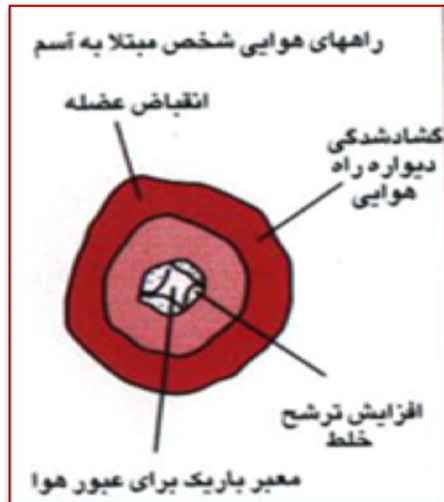 راههای هوایی شخص مبتلا به آسم
انقباض عضله
گشادشدگی
دیواره راه
هوایی
افزایش ترشح
خلط
معبر باریک برای عبور هوا